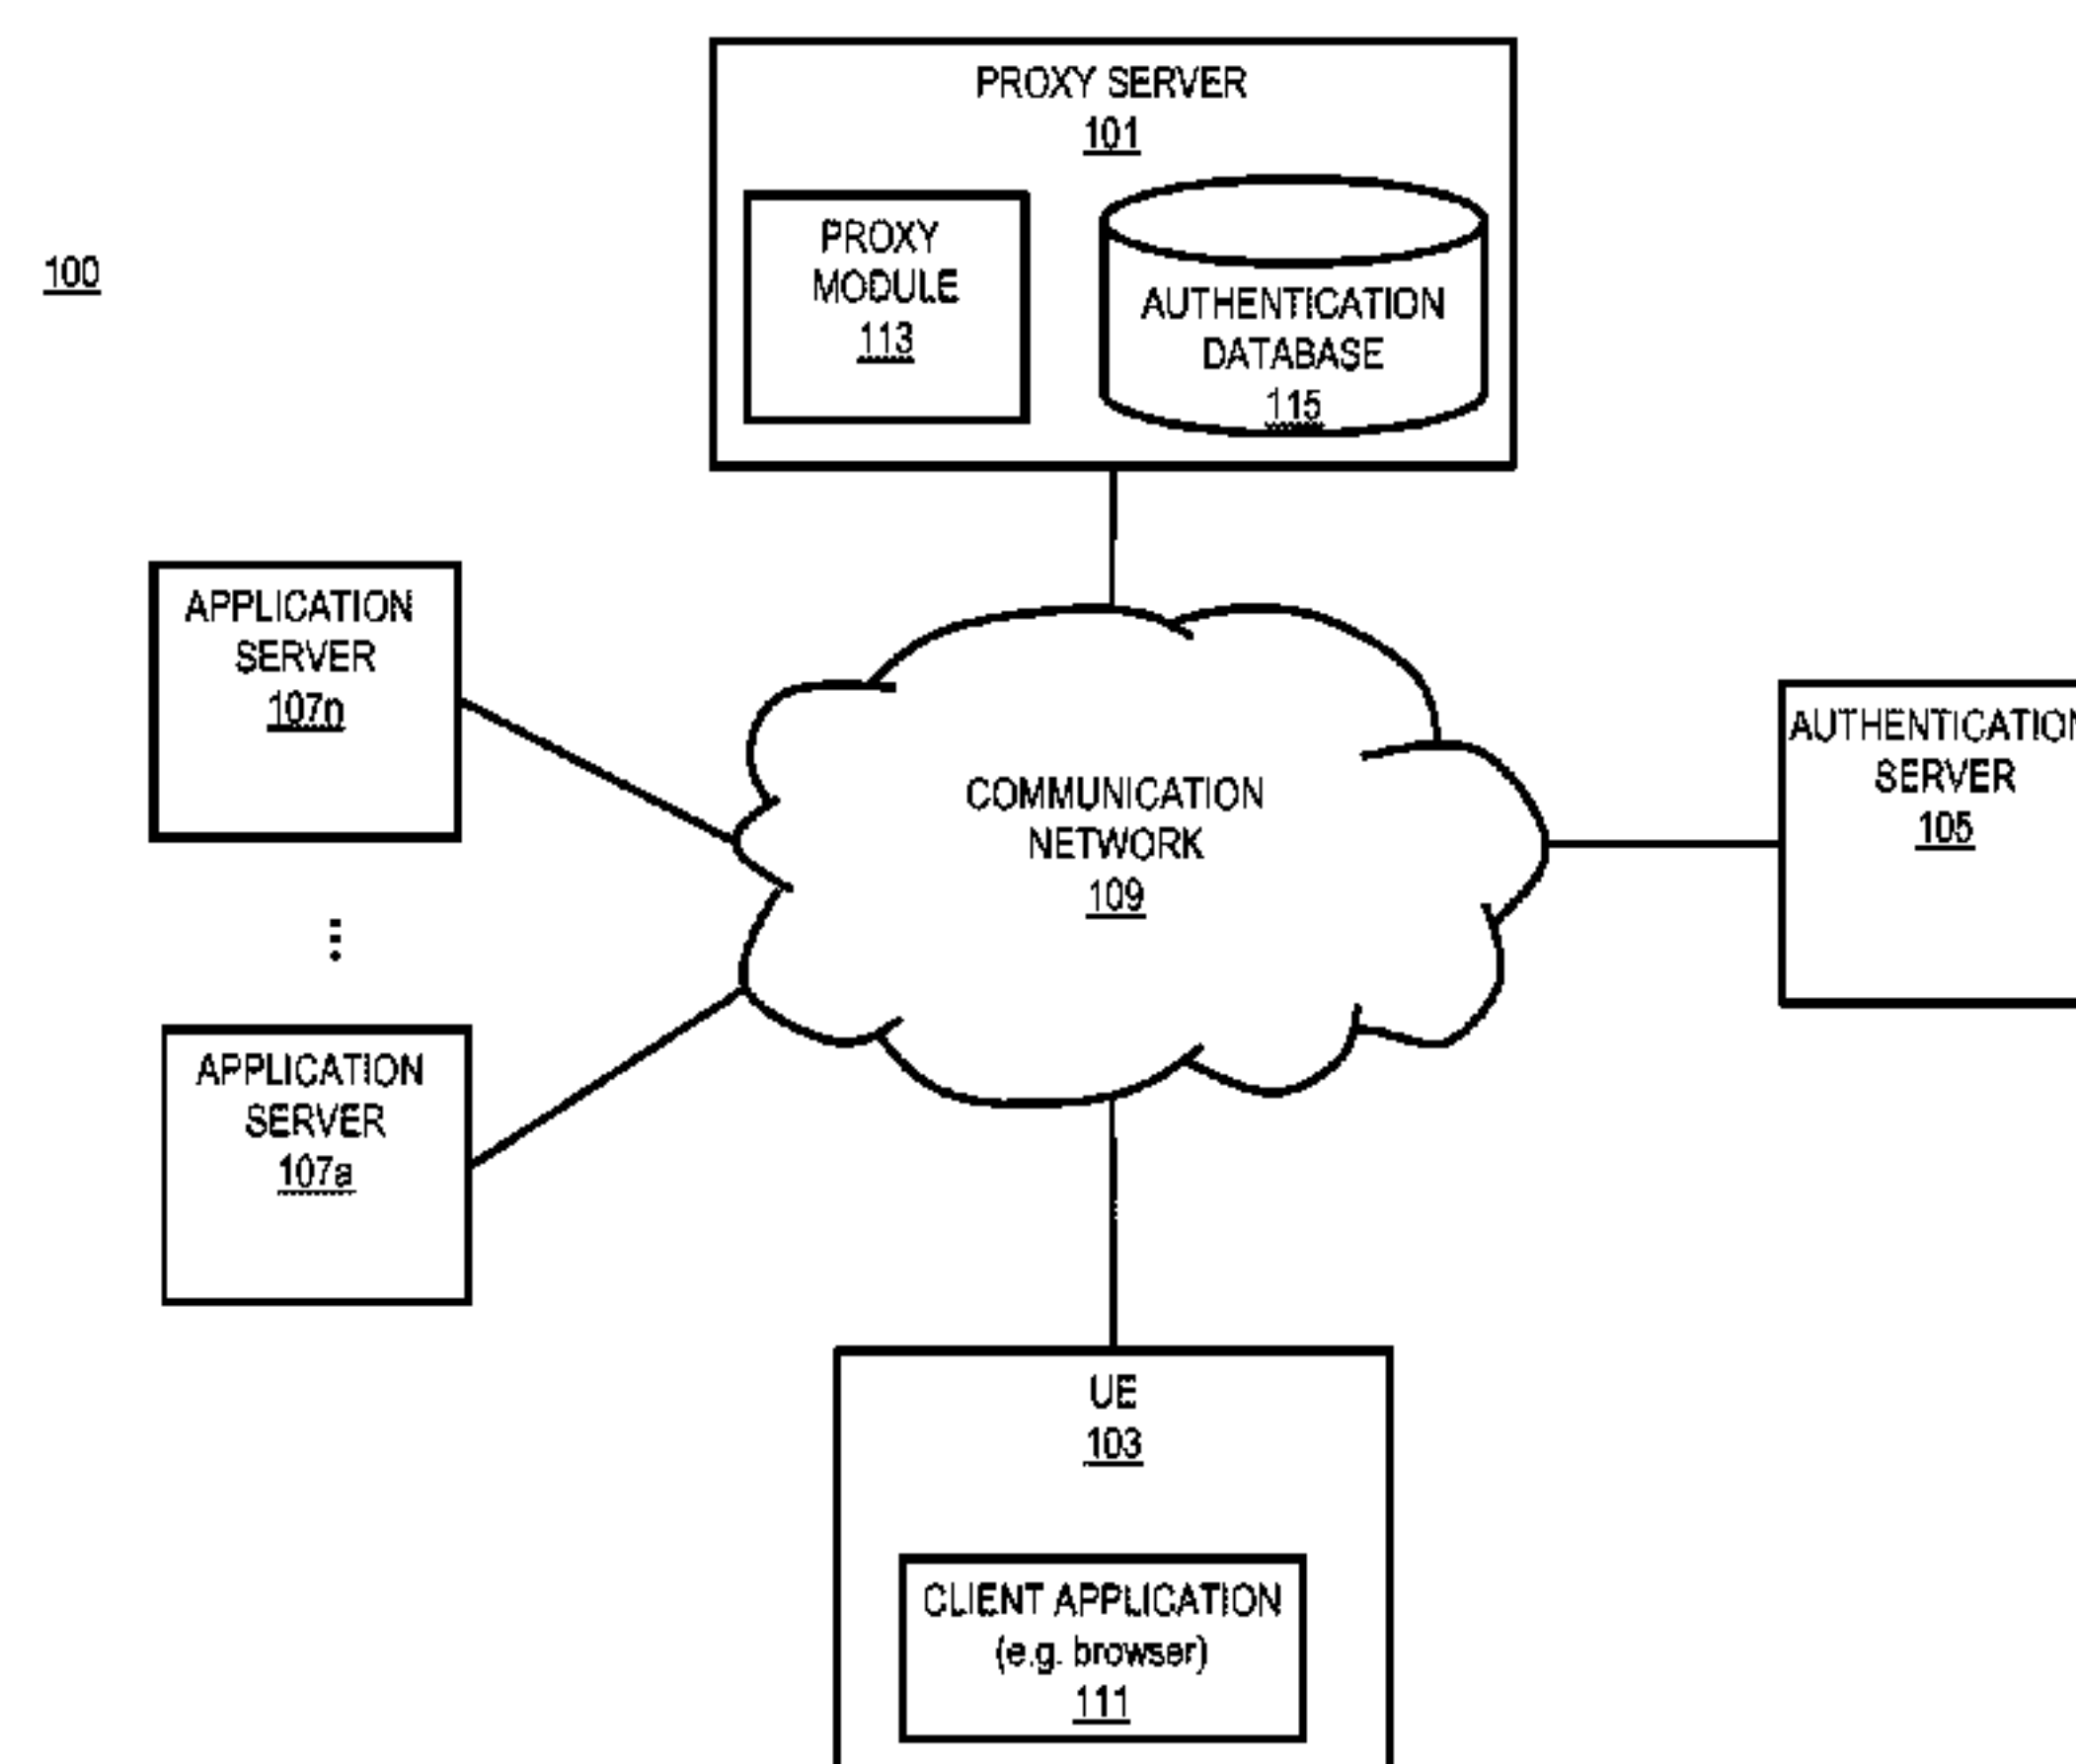 PROXY SERVER
101
PROXY
MODULE
113
AUTHENTICATION
DATABASE
115
100
APPLICATION
SERVER
107n
COMMUNICATION
NETWORK
109
AUTHENTICATION
SERVER
105
APPLICATION
SERVER
107a
UE
103
CLIENT APPLICATION
(e.g. browser)
111